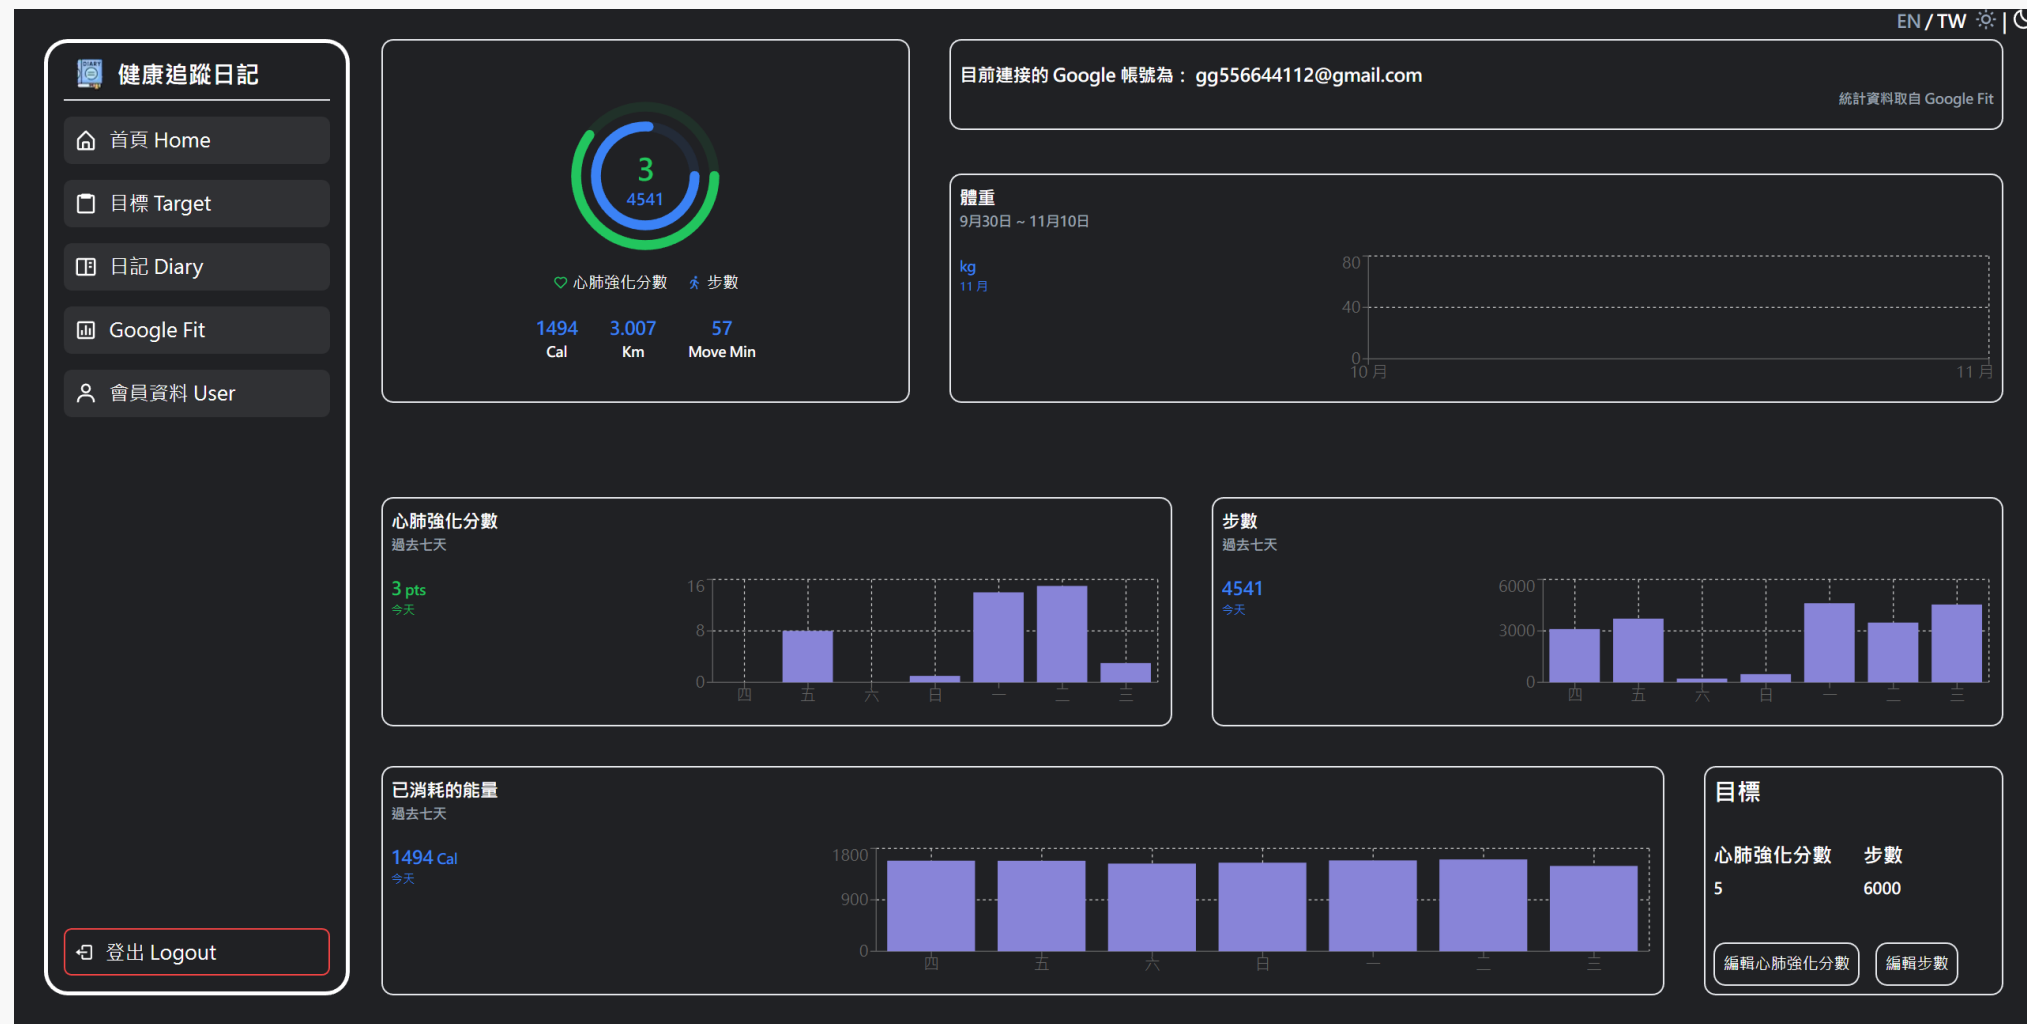 EN / TW
健康追蹤日記
首頁 Home
目標 Target
日記 Diary
Google Fit
會員資料 User
登出 Logout
3
4541
心肺強化分數 步數
1494 3.007 57
Cal Km Move Min
目前連接的 Google 帳號為： gg556644112@gmail.com
統計資料取自 Google Fit
體重
9月30日 ~ 11月10日
kg
11 月
80
40
0
10 月 11 月
心肺強化分數
過去七天
3 pts
今天
16
8
0
四 五 六 日 一 二 三
步數
過去七天
4541
今天
6000
3000
0
四 五 六 日 一 二 三
已消耗的能量
過去七天
1494 Cal
今天
1800
900
0
四 五 六 日 一 二 三
目標
心肺強化分數 步數
5 6000
編輯心肺強化分數 編輯步數